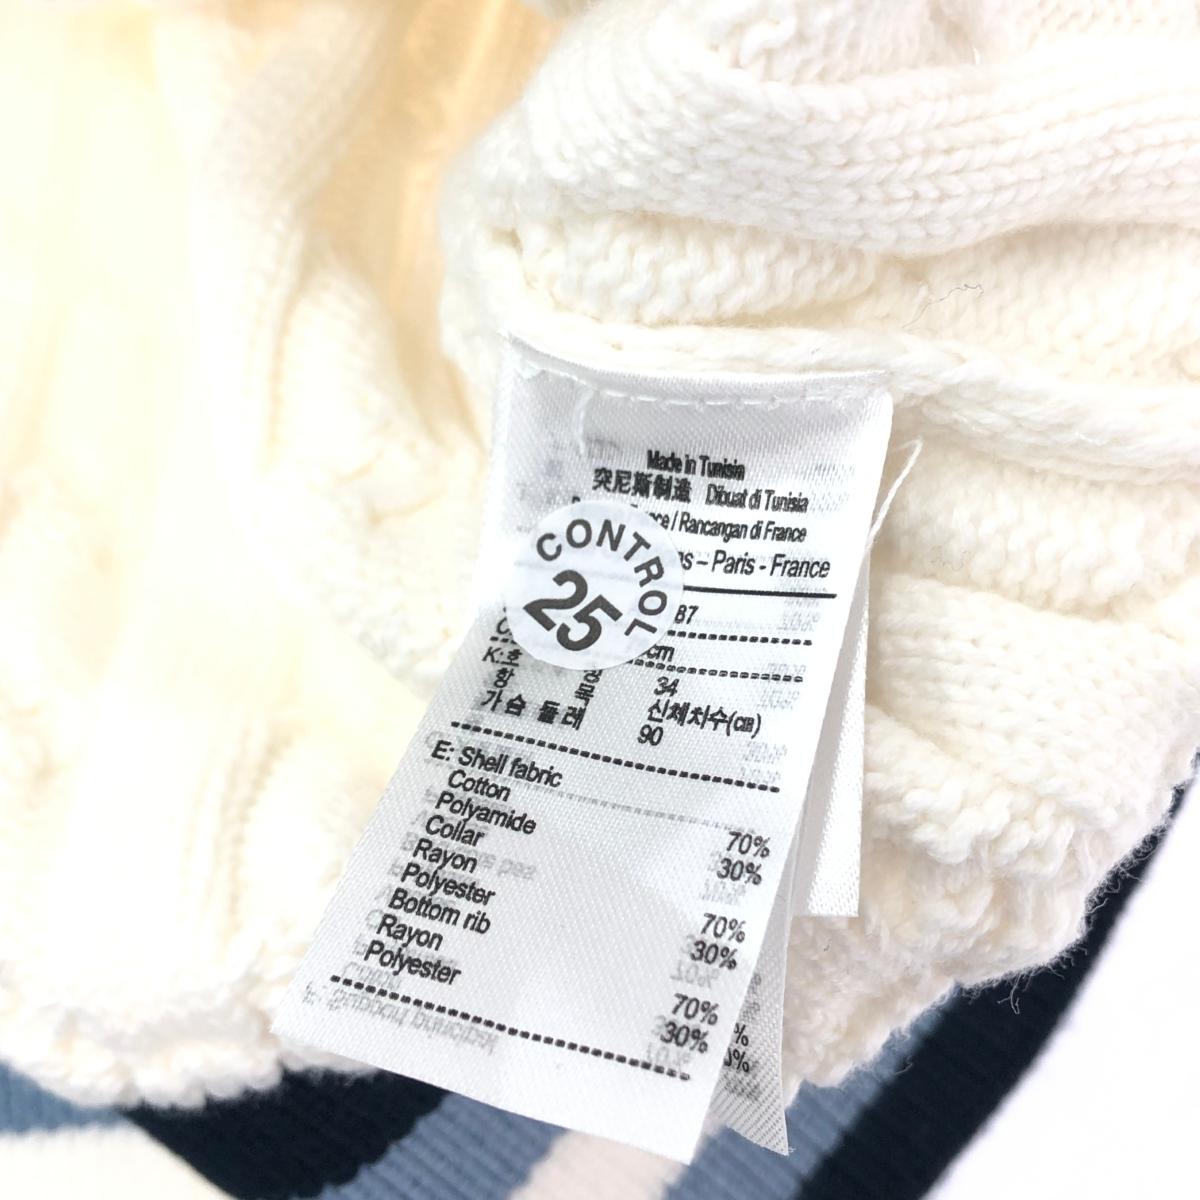 Made in Tunisia
突尼斯制造 Dibuat di Tunisia
/ Rancangan di France
– Paris - France
CONTROL
25
87
cm
K:호
항 목 34
가슴 둘레 신체치수(cm)
90
E: Shell fabric
Cotton 70%
Polyamide 30%
Collar
Rayon 70%
Polyester 30%
Bottom rib
Rayon 70%
Polyester 30%